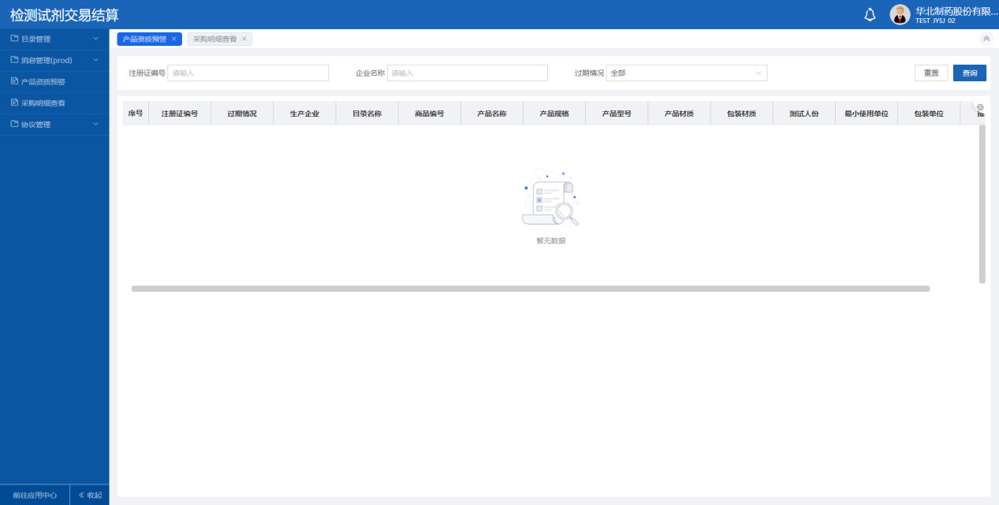 检测试剂交易结算
华北制药股份有限...
TEST JYSJ 02
目录管理
消息管理(prod)
产品资质预警
采购明细查看
协议管理
产品资质预警 ×
采购明细查看 ×
注册证编号 请输入
企业名称 请输入
过期情况 全部
重置
查询
序号 注册证编号 过期情况 生产企业 目录名称 商品编号 产品名称 产品规格 产品型号 产品材质 包装材质 测试人份 最小使用单位 包装单位
暂无数据
前往应用中心
收起